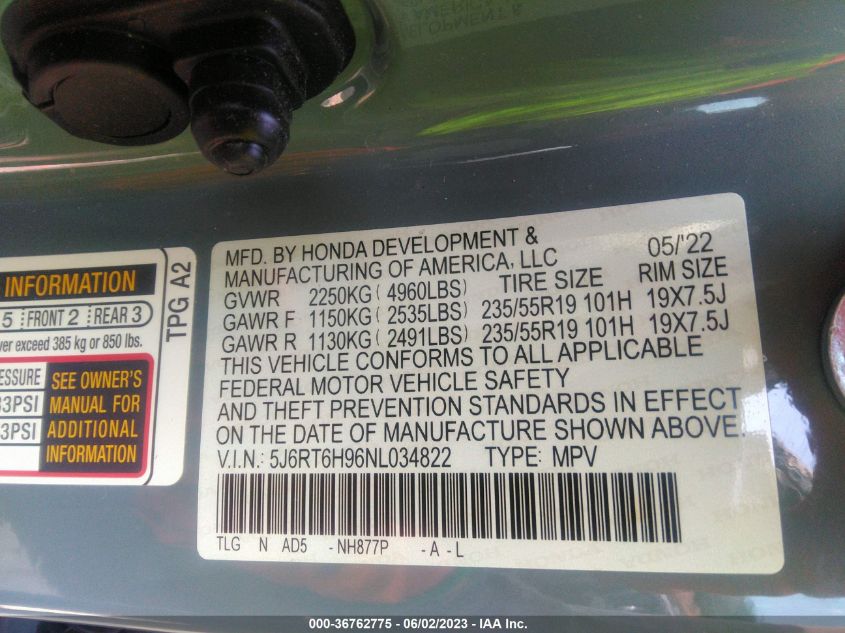 MFD. BY HONDA DEVELOPMENT & 05/'22
MANUFACTURING OF AMERICA, LLC
TIRE SIZE RIM SIZE
GVWR 2250KG ( 4960LBS)
GAWR F 1150KG ( 2535LBS) 235/55R19 101H 19X7.5J
GAWR R 1130KG ( 2491LBS) 235/55R19 101H 19X7.5J
THIS VEHICLE CONFORMS TO ALL APPLICABLE
FEDERAL MOTOR VEHICLE SAFETY
AND THEFT PREVENTION STANDARDS IN EFFECT
ON THE DATE OF MANUFACTURE SHOWN ABOVE.
V.I.N.: 5J6RT6H96NL034822 TYPE: MPV
TLG N AD5 -NH877P -A-L
INFORMATION
5 FRONT 2 REAR 3
exceed 385 kg or 850 lbs.
SEE OWNER'S
MANUAL FOR
ADDITIONAL
INFORMATION
3PSI
3PSI
TPG A2
000-36762775 - 06/02/2023 - IAA Inc.